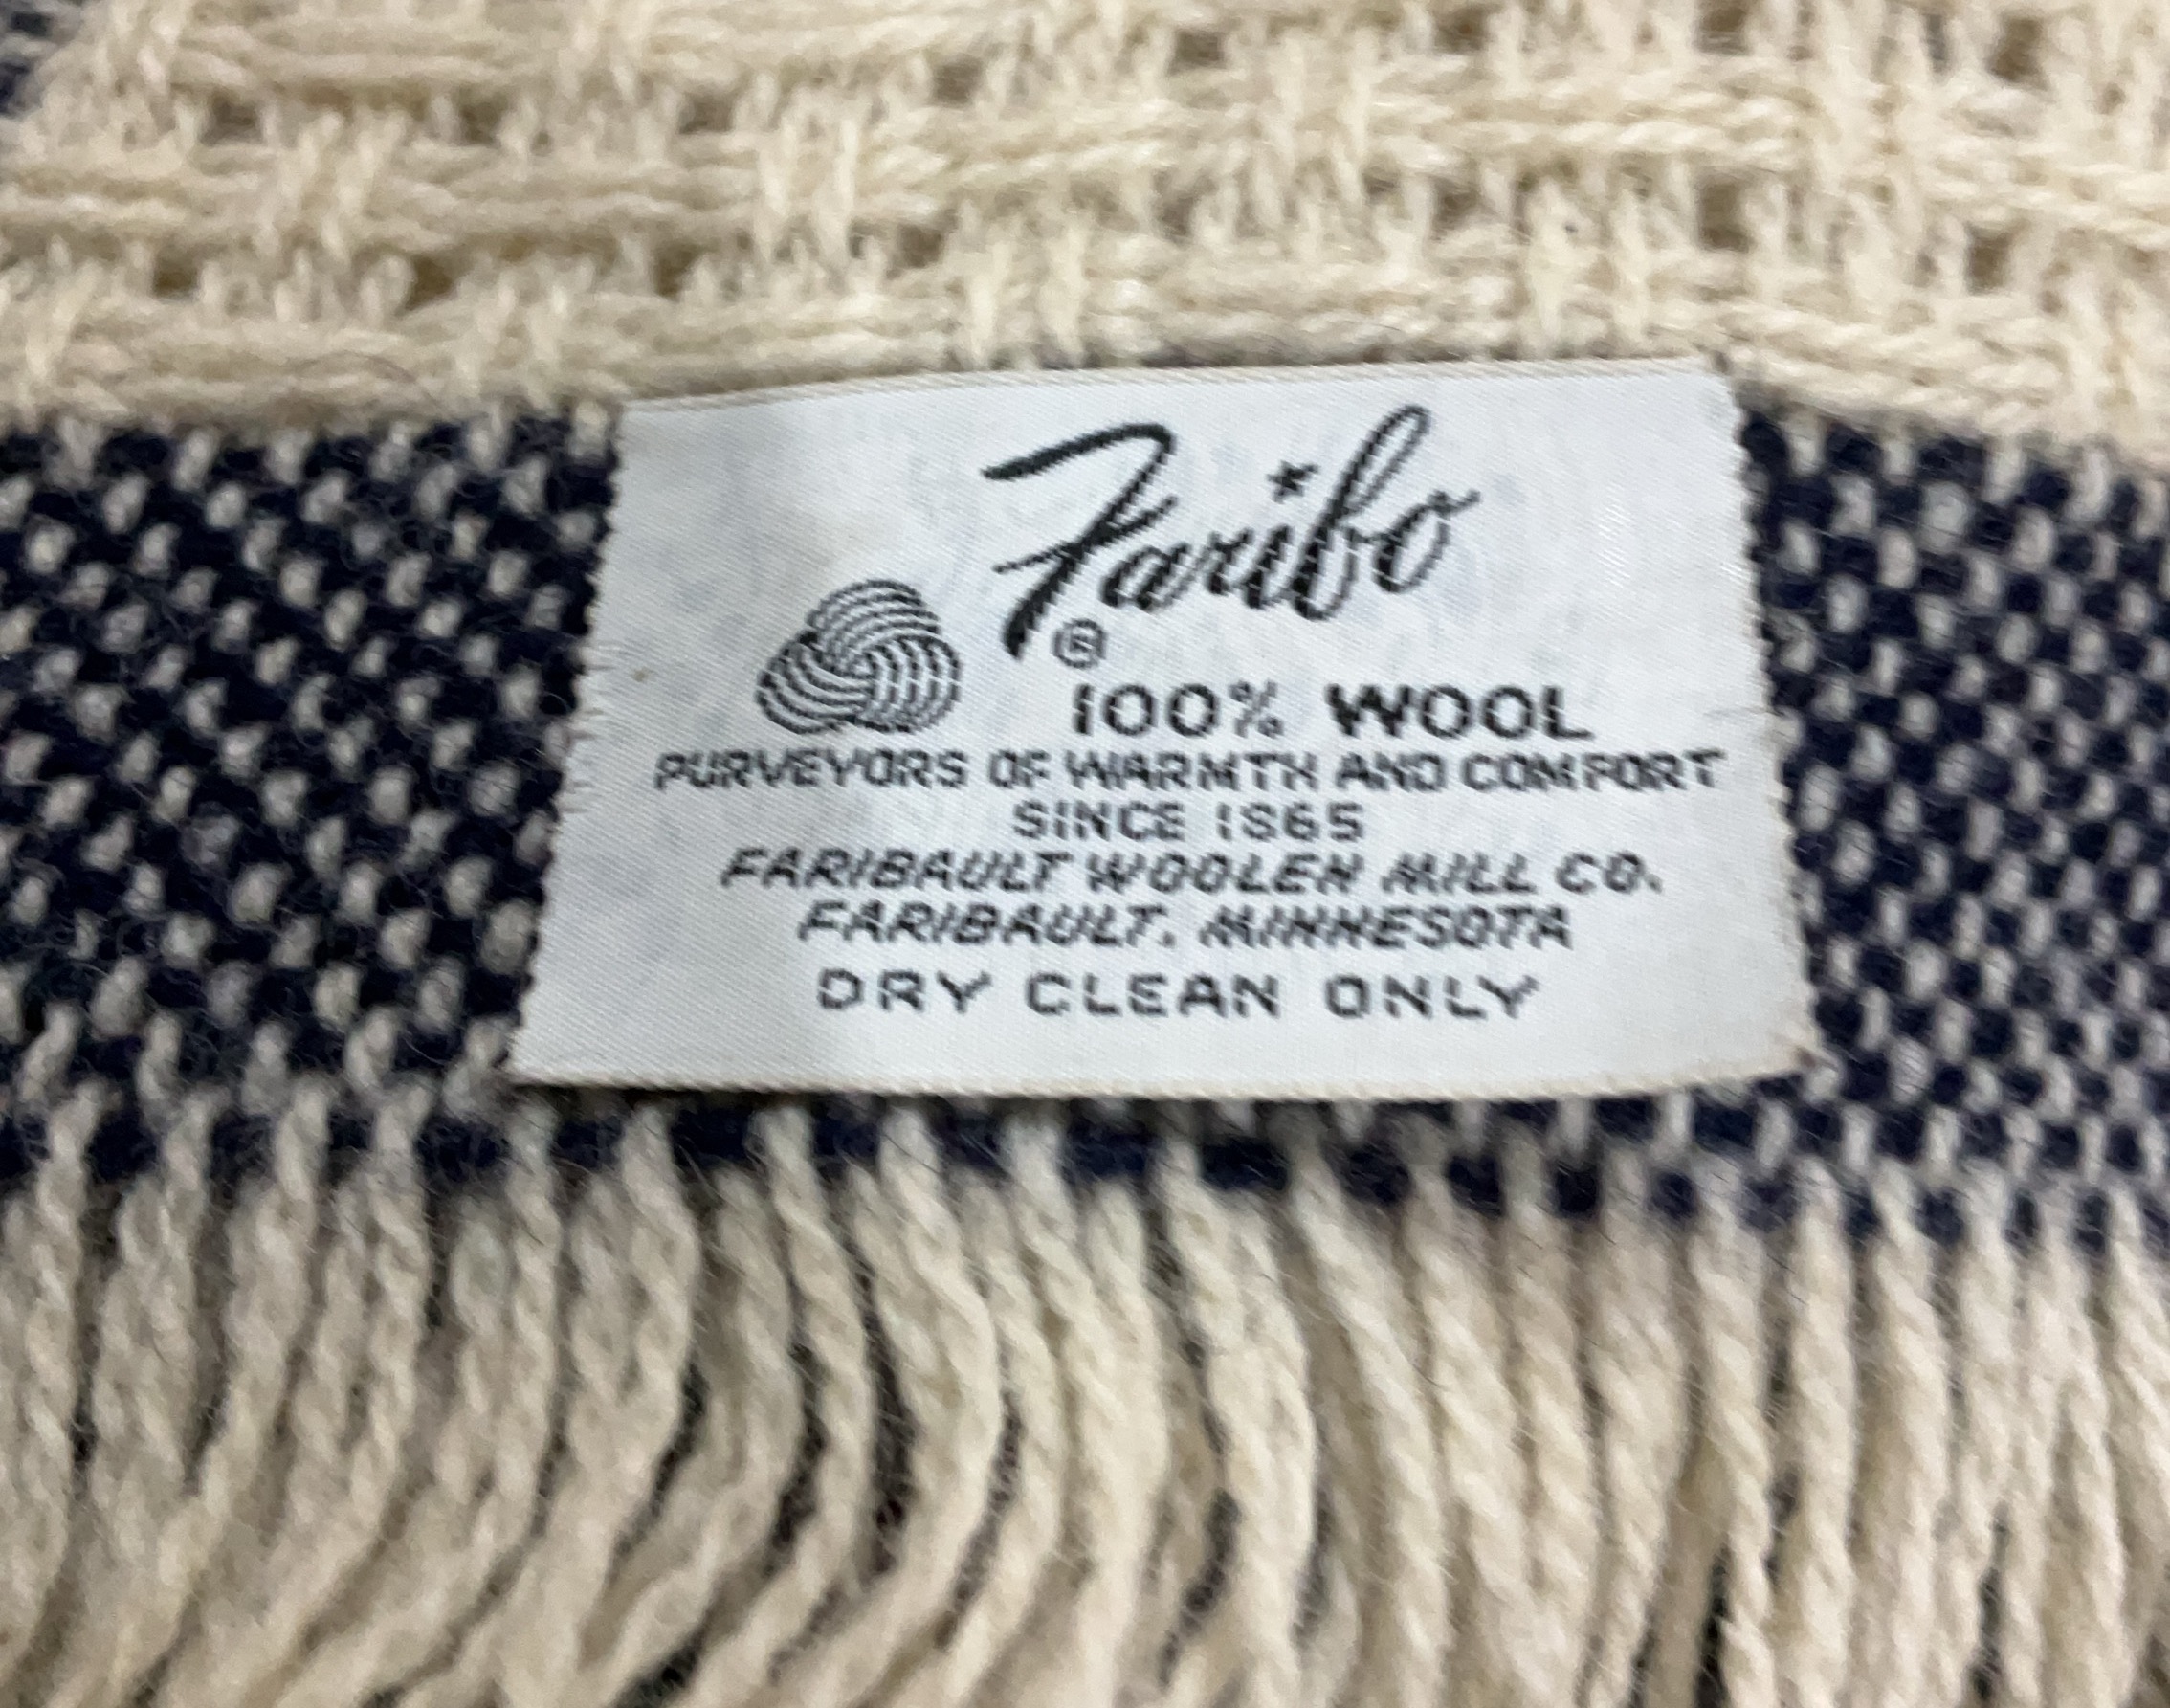 Faribo
®
100% WOOL
PURVEYORS OF WARMTH AND COMFORT
SINCE 1865
FARIBAULT WOOLEN MILL CO.
FARIBAULT, MINNESOTA
DRY CLEAN ONLY